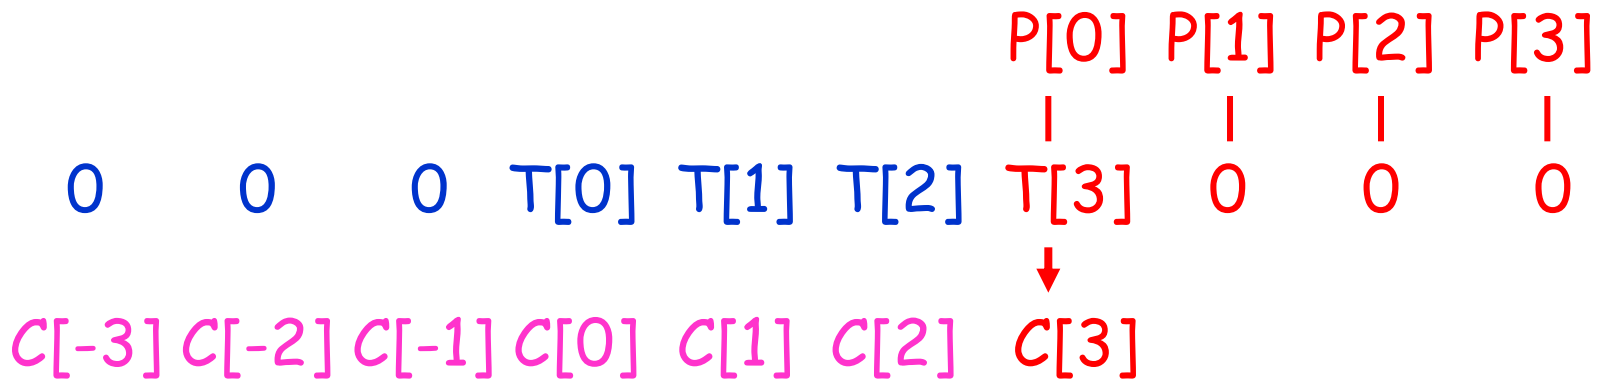 P[0] P[1] P[2] P[3]
0 0 0 T[0] T[1] T[2] T[3] 0 0 0
C[-3] C[-2] C[-1] C[0] C[1] C[2] C[3]